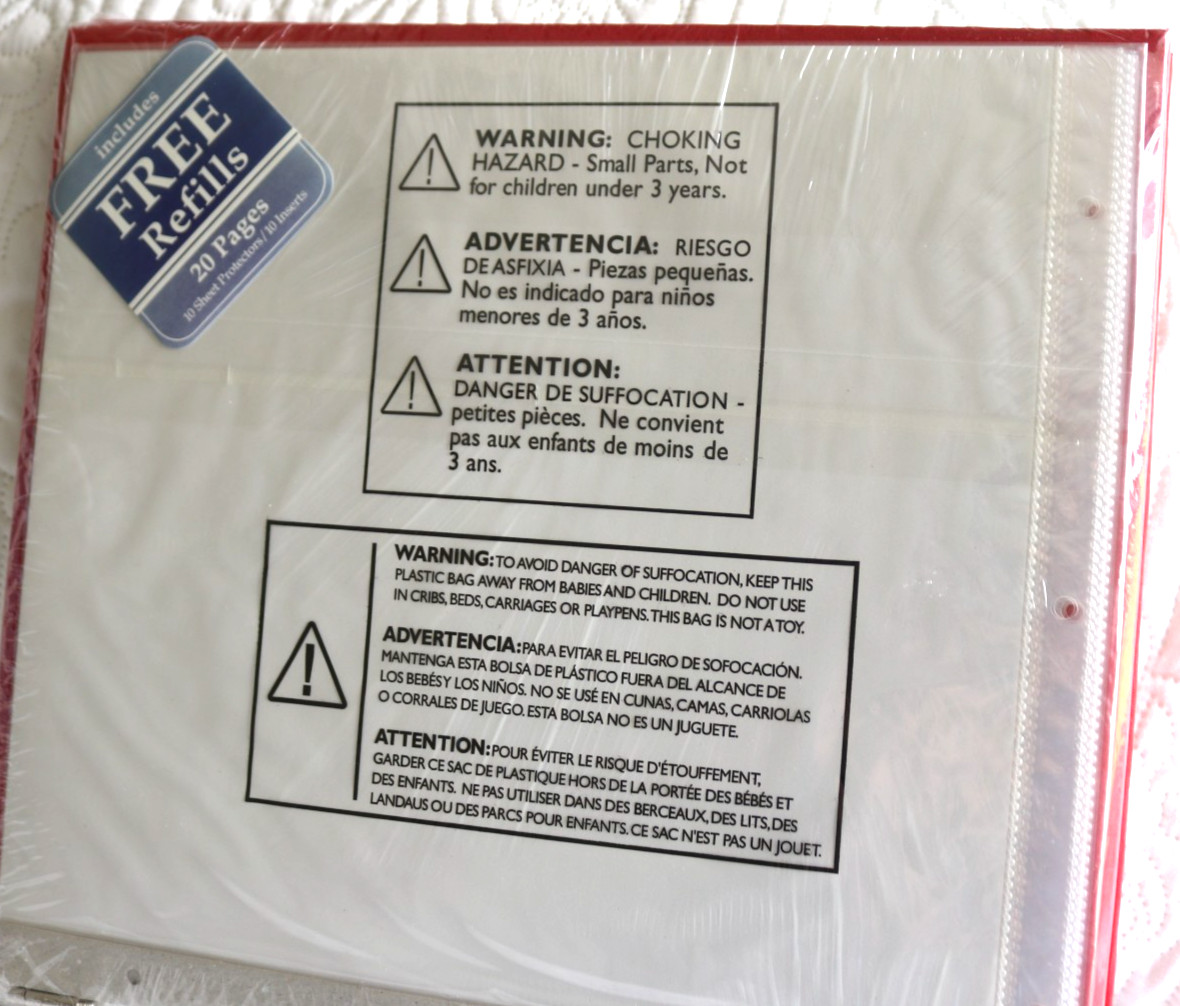 includes
FREE
Refills
20 Pages
10 Sheet Protectors/10 Inserts
WARNING: CHOKING
HAZARD - Small Parts, Not
for children under 3 years.
ADVERTENCIA: RIESGO
DE ASFIXIA - Piezas pequeñas.
No es indicado para niños
menores de 3 años.
ATTENTION:
DANGER DE SUFFOCATION -
petites pièces. Ne convient
pas aux enfants de moins de
3 ans.
WARNING: TO AVOID DANGER OF SUFFOCATION, KEEP THIS
PLASTIC BAG AWAY FROM BABIES AND CHILDREN. DO NOT USE
IN CRIBS, BEDS, CARRIAGES OR PLAYPENS. THIS BAG IS NOT A TOY.
ADVERTENCIA: PARA EVITAR EL PELIGRO DE SOFOCACIÓN.
MANTENGA ESTA BOLSA DE PLÁSTICO FUERA DEL ALCANCE DE
LOS BEBÉS Y LOS NIÑOS. NO SE USÉ EN CUNAS, CAMAS, CARRIOLAS
O CORRALES DE JUEGO. ESTA BOLSA NO ES UN JUGUETE.
ATTENTION: POUR ÉVITER LE RISQUE D'ÉTOUFFEMENT,
GARDER CE SAC DE PLASTIQUE HORS DE LA PORTÉE DES BÉBÉS ET
DES ENFANTS. NE PAS UTILISER DANS DES BERCEAUX, DES LITS, DES
LANDAUS OU DES PARCS POUR ENFANTS. CE SAC N'EST PAS UN JOUET.